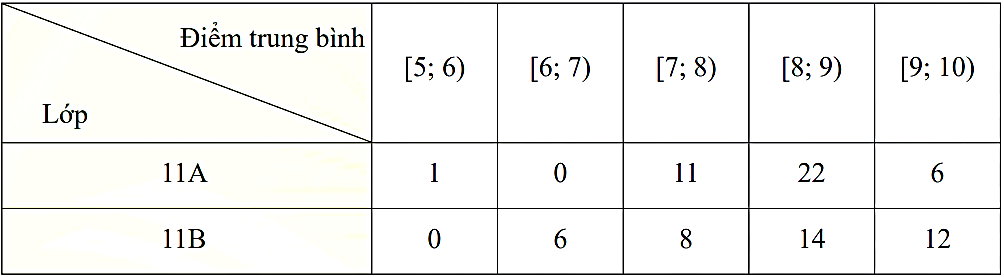 Điểm trung bình
Lớp
[5; 6) [6; 7) [7; 8) [8; 9) [9; 10)
11A 1 0 11 22 6
11B 0 6 8 14 12